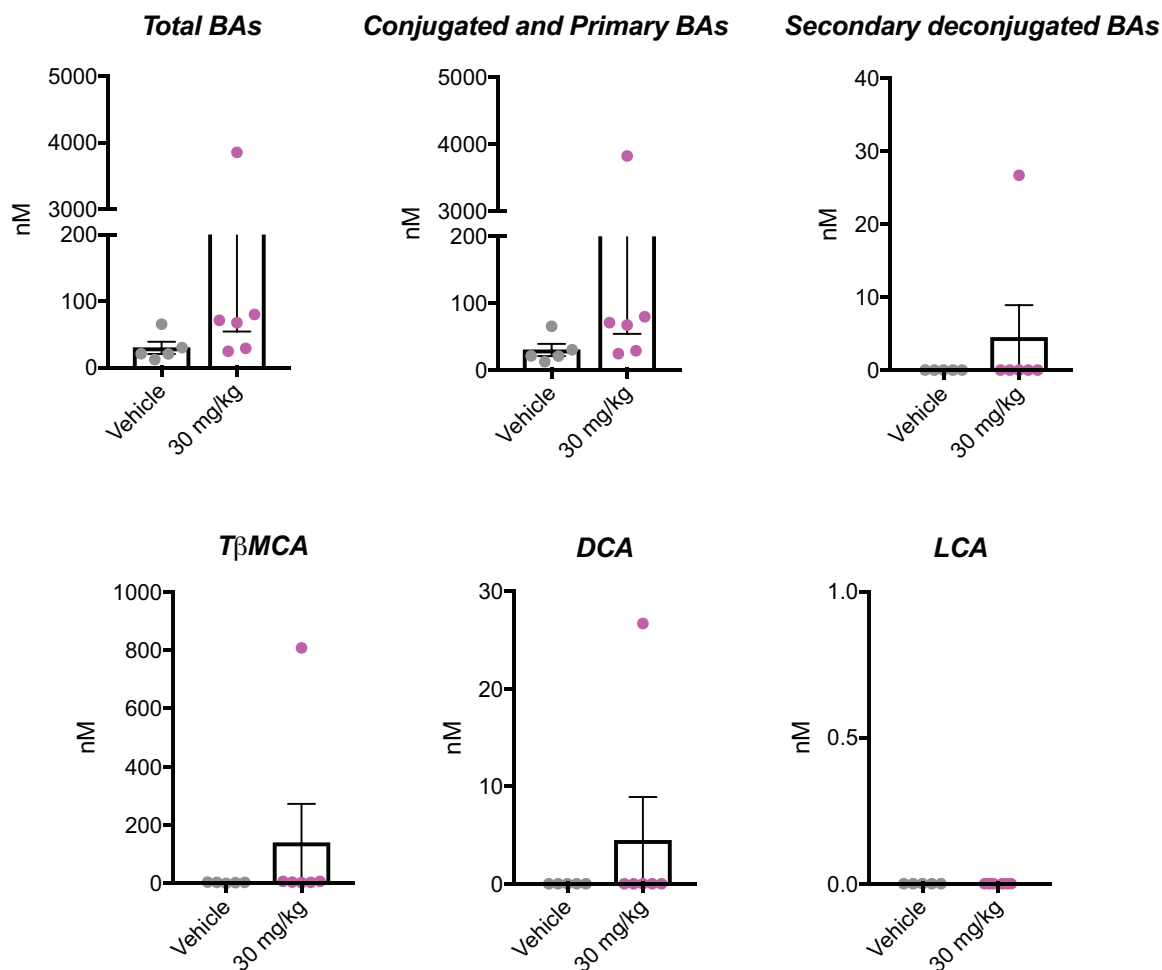 Total BAs
nM
5000
4000
3000
200
100
0
Vehicle
30 mg/kg
Conjugated and Primary BAs
nM
5000
4000
3000
200
100
0
Vehicle
30 mg/kg
Secondary deconjugated BAs
nM
40
30
20
10
0
Vehicle
30 mg/kg
TβMCA
nM
1000
800
600
400
200
0
Vehicle
30 mg/kg
DCA
nM
30
20
10
0
Vehicle
30 mg/kg
LCA
nM
1.0
0.5
0.0
Vehicle
30 mg/kg